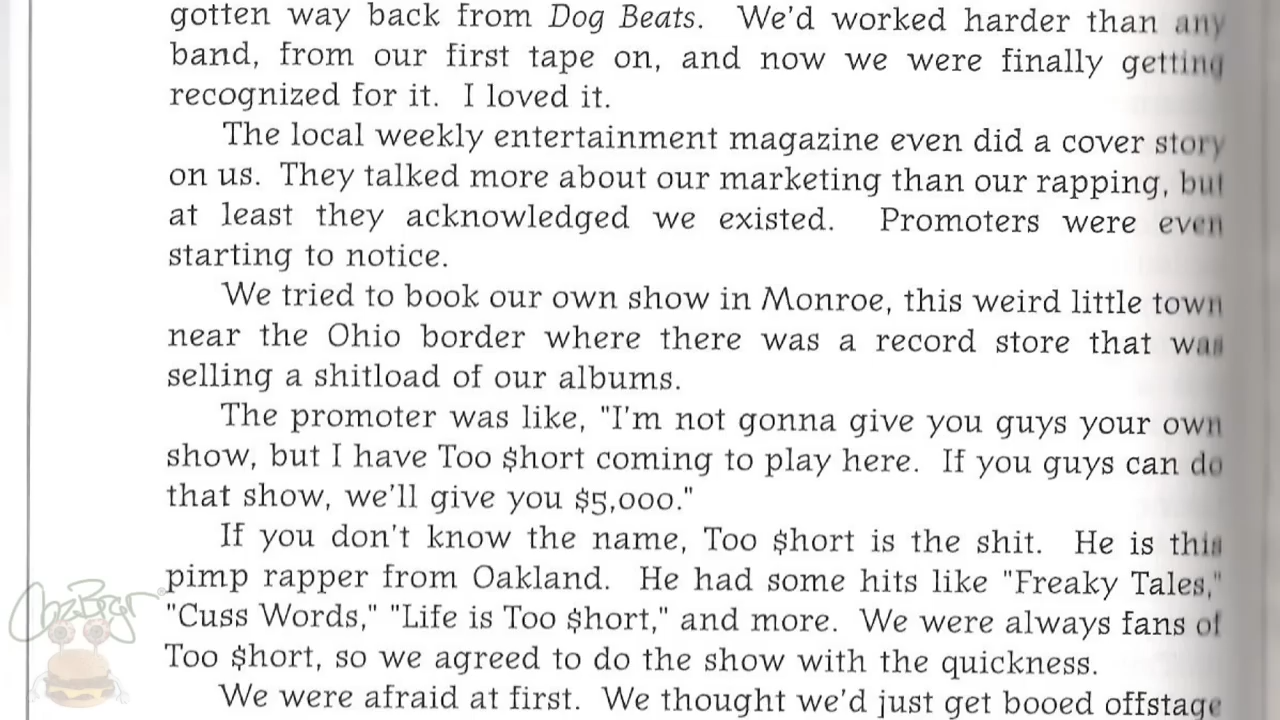 gotten way back from Dog Beats. We'd worked harder than any
band, from our first tape on, and now we were finally getting
recognized for it. I loved it.
The local weekly entertainment magazine even did a cover story
on us. They talked more about our marketing than our rapping, but
at least they acknowledged we existed. Promoters were even
starting to notice.
We tried to book our own show in Monroe, this weird little town
near the Ohio border where there was a record store that was
selling a shitload of our albums.
The promoter was like, "I'm not gonna give you guys your own
show, but I have Too $hort coming to play here. If you guys can do
that show, we'll give you $5,000."
If you don't know the name, Too $hort is the shit. He is this
pimp rapper from Oakland. He had some hits like "Freaky Tales,"
"Cuss Words," "Life is Too $hort," and more. We were always fans of
Too $hort, so we agreed to do the show with the quickness.
We were afraid at first. We thought we'd just get booed offstage